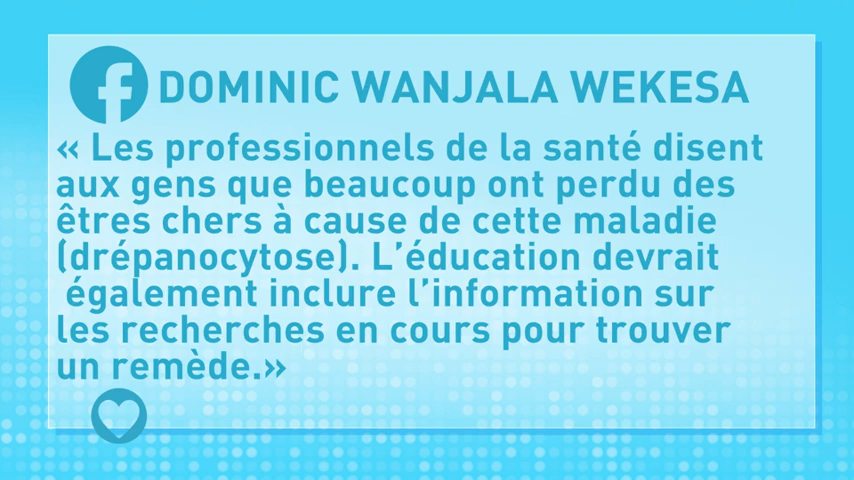 DOMINIC WANJALA WEKESA
« Les professionnels de la santé disent
aux gens que beaucoup ont perdu des
êtres chers à cause de cette maladie
(drépanocytose). L’éducation devrait
également inclure l’information sur
les recherches en cours pour trouver
un remède.»